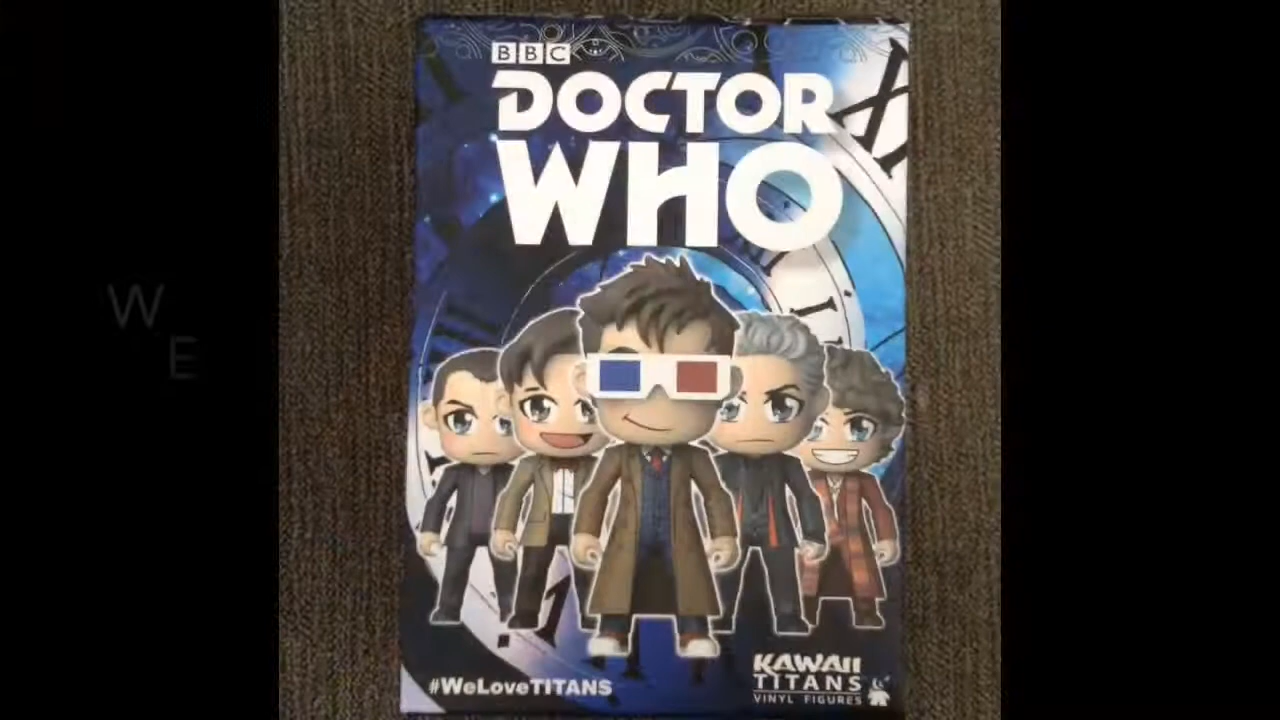 BBC
DOCTOR
WHO
#WeLoveTITANS
KAWAII
TITANS
VINYL FIGURES
W
E